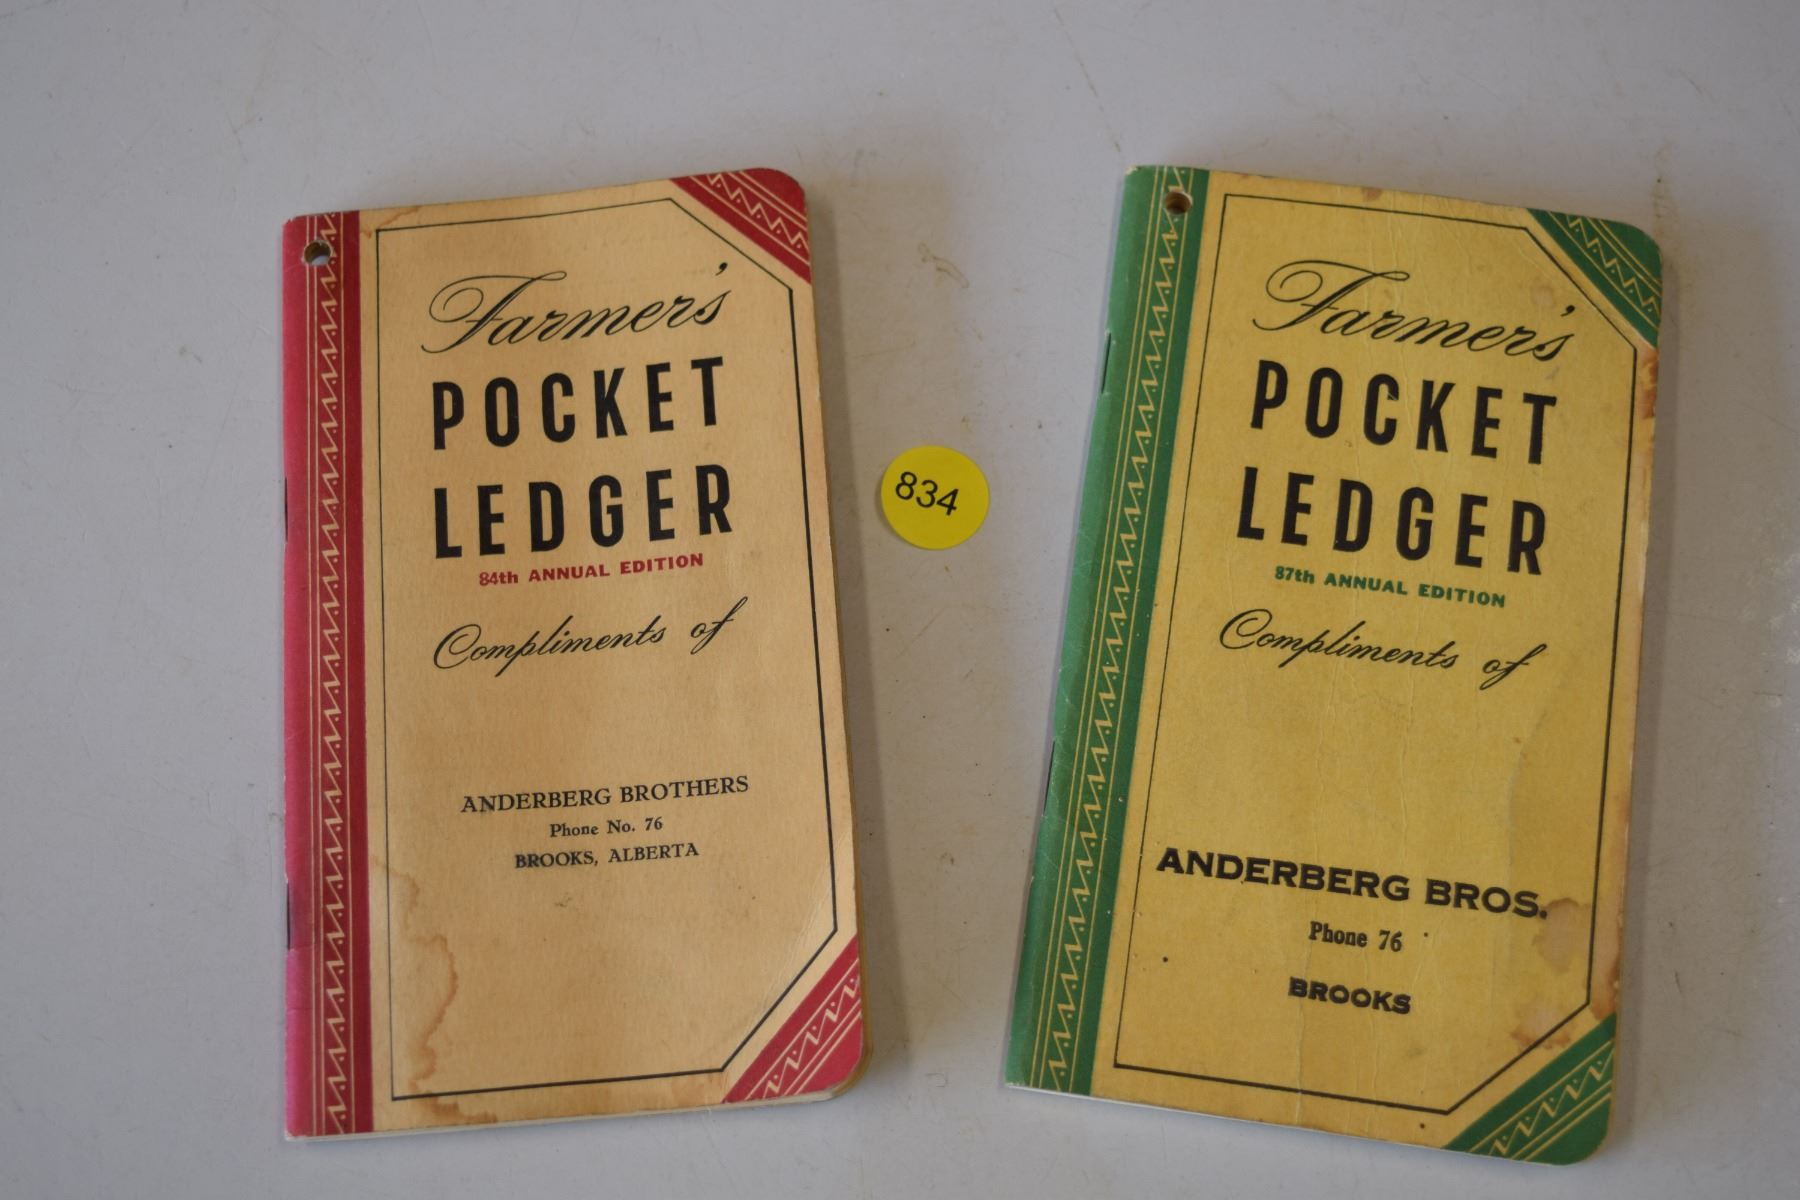 Farmer's
POCKET
LEDGER
84th ANNUAL EDITION
Compliments of
ANDERBERG BROTHERS
Phone No. 76
BROOKS, ALBERTA
834
Farmer's
POCKET
LEDGER
87th ANNUAL EDITION
Compliments of
ANDERBERG BROS.
Phone 76
BROOKS